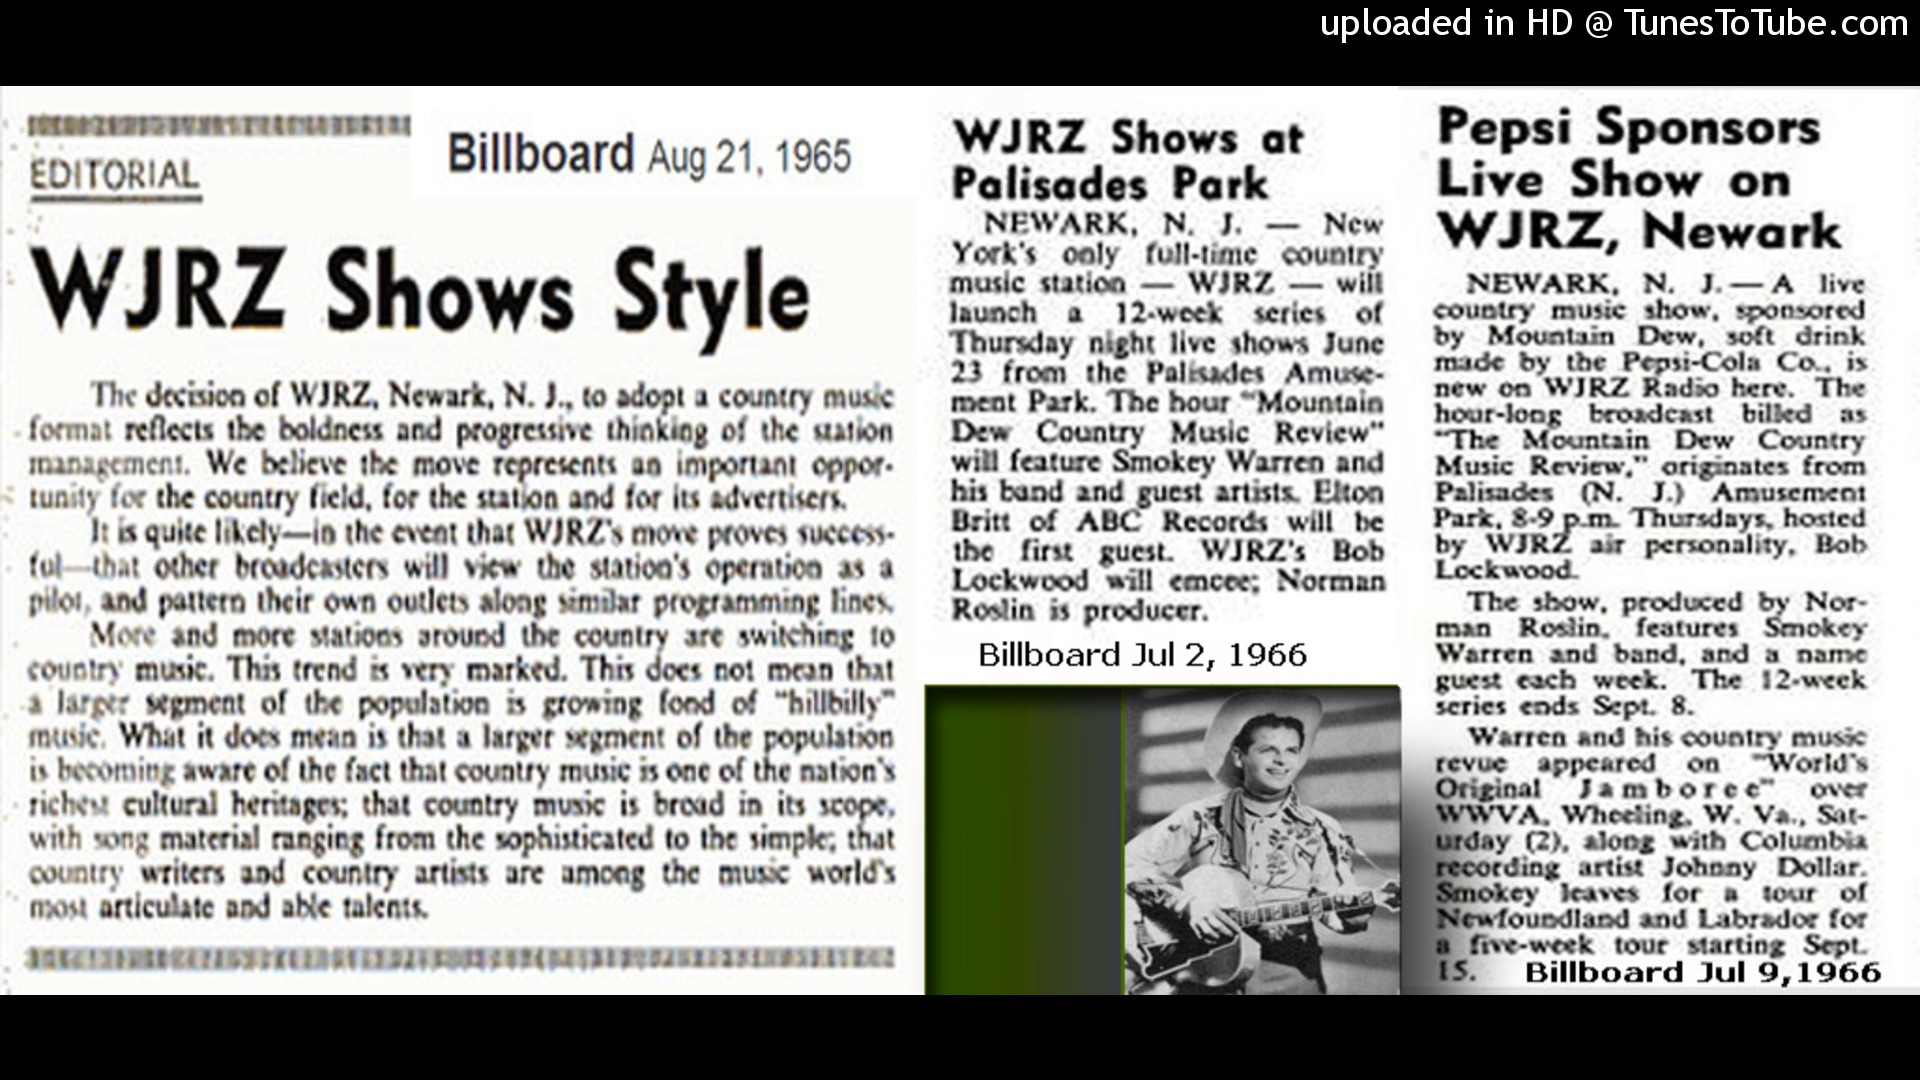 uploaded in HD @ TunesToTube.com
EDITORIAL
Billboard Aug 21, 1965
WJRZ Shows Style
The decision of WJRZ, Newark, N. J., to adopt a country music
format reflects the boldness and progressive thinking of the station
management. We believe the move represents an important oppor-
tunity for the country field, for the station and for its advertisers.
It is quite likely—in the event that WJRZ's move proves success-
ful—that other broadcasters will view the station's operation as a
pilot, and pattern their own outlets along similar programming lines.
More and more stations around the country are switching to
country music. This trend is very marked. This does not mean that
a larger segment of the population is growing fond of "hillbilly"
music. What it does mean is that a larger segment of the population
is becoming aware of the fact that country music is one of the nation's
richest cultural heritages; that country music is broad in its scope,
with song material ranging from the sophisticated to the simple; that
country writers and country artists are among the music world's
most articulate and able talents.
WJRZ Shows at
Palisades Park
NEWARK, N. J. — New
York's only full-time country
music station — WJRZ — will
launch a 12-week series of
Thursday night live shows June
23 from the Palisades Amuse-
ment Park. The hour "Mountain
Dew Country Music Review"
will feature Smokey Warren and
his band and guest artists. Elton
Britt of ABC Records will be
the first guest. WJRZ's Bob
Lockwood will emcee; Norman
Roslin is producer.
Billboard Jul 2, 1966
Pepsi Sponsors
Live Show on
WJRZ, Newark
NEWARK, N. J.—A live
country music show, sponsored
by Mountain Dew, soft drink
made by the Pepsi-Cola Co., is
new on WJRZ Radio here. The
hour-long broadcast billed as
"The Mountain Dew Country
Music Review," originates from
Palisades (N. J.) Amusement
Park, 8-9 p.m. Thursdays, hosted
by WJRZ air personality, Bob
Lockwood.
The show, produced by Nor-
man Roslin, features Smokey
Warren and band, and a name
guest each week. The 12-week
series ends Sept. 8.
Warren and his country music
revue appeared on "World's
Original Jamboree" over
WWVA, Wheeling, W. Va., Sat-
urday (2), along with Columbia
recording artist Johnny Dollar.
Smokey leaves for a tour of
Newfoundland and Labrador for
a five-week tour starting Sept.
15.
Billboard Jul 9,1966